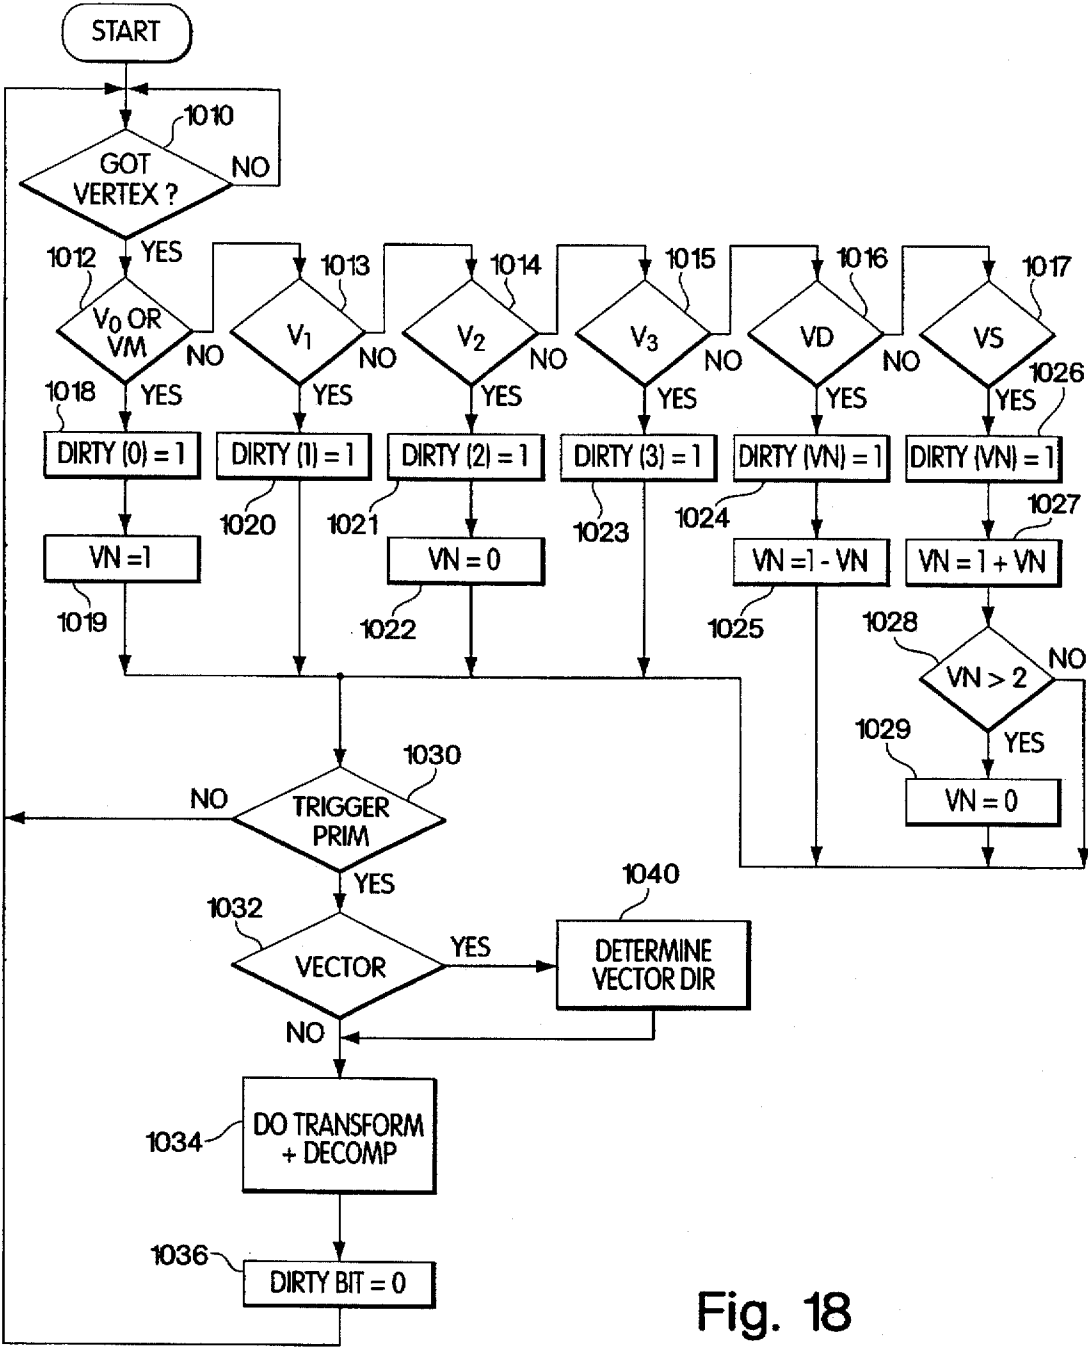 START
1010
GOT
VERTEX ?
NO
YES
1012
1013
1014
1015
1016
1017
V0 OR
VM
NO
V1
NO
V2
NO
V3
NO
VD
NO
VS
YES
YES
YES
YES
YES
YES
1018
1026
DIRTY (0) = 1
DIRTY (1) = 1
DIRTY (2) = 1
DIRTY (3) = 1
DIRTY (VN) = 1
DIRTY (VN) = 1
1020
1021
1023
1024
1027
VN =1
VN = 0
VN =1 - VN
VN = 1 + VN
1019
1022
1025
1028
VN > 2
NO
YES
1029
VN = 0
1030
NO
TRIGGER
PRIM
YES
1032
1040
VECTOR
YES
DETERMINE
VECTOR DIR
NO
1034
DO TRANSFORM
+ DECOMP
1036
DIRTY BIT = 0
Fig. 18